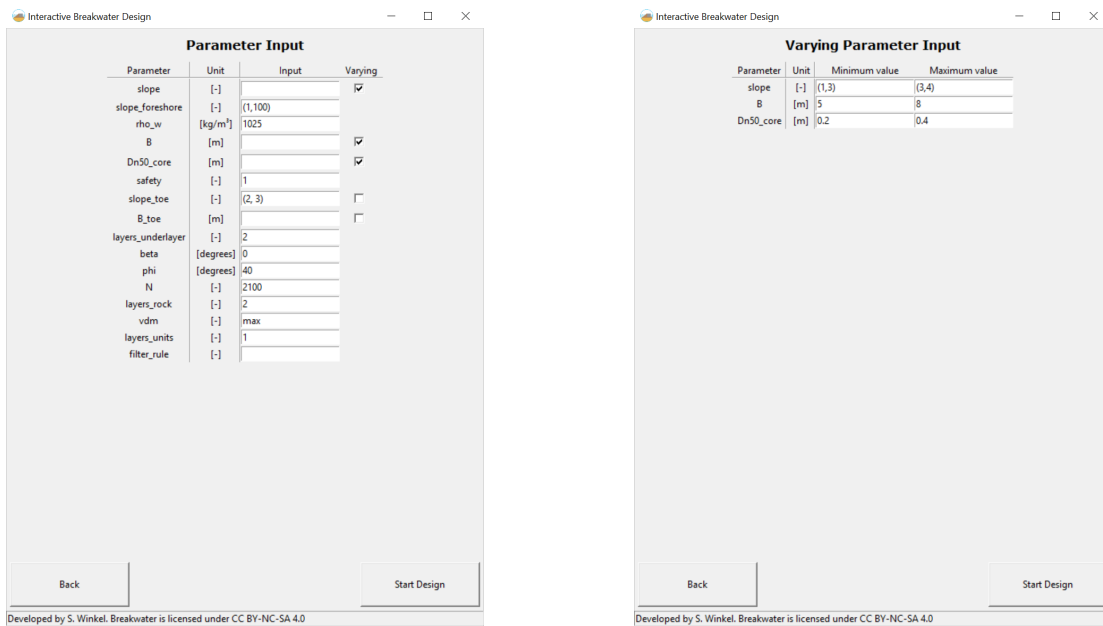 Interactive Breakwater Design
Parameter Input
Parameter Unit Input Varying
slope [-]
slope_foreshore [-] (1,100)
rho_w [kg/m³] 1025
B [m]
Dn50_core [m]
safety [-] 1
slope_toe [-] (2, 3)
B_toe [m]
layers_underlayer [-] 2
beta [degrees] 0
phi [degrees] 40
N [-] 2100
layers_rock [-] 2
vdm [-] max
layers_units [-] 1
filter_rule [-]
Back Start Design
Developed by S. Winkel. Breakwater is licensed under CC BY-NC-SA 4.0
Interactive Breakwater Design
Varying Parameter Input
Parameter Unit Minimum value Maximum value
slope [-] (1,3) (3,4)
B [m] 5 8
Dn50_core [m] 0.2 0.4
Back Start Design
Developed by S. Winkel. Breakwater is licensed under CC BY-NC-SA 4.0